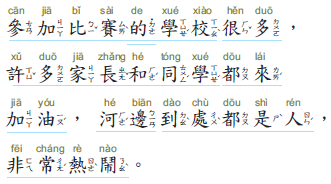 cān jiā bǐ sài de xué xiào hěn duō
參加比賽的學校很多，
xǔ duō jiā zhǎng hé tóng xué dōu lái
許多家長和同學都來
jiā yóu hé biān dào chù dōu shì rén
加油，河邊到處都是人，
fēi cháng rè nào
非常熱鬧。